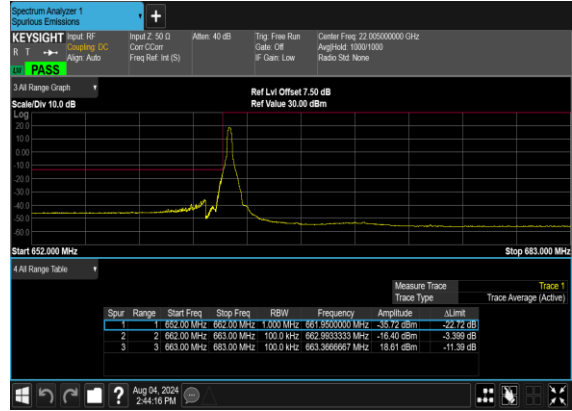 Spectrum Analyzer 1
Spurious Emissions
KEYSIGHT Input: RF Input Z: 50 Ω Atten: 40 dB Trig: Free Run Center Freq: 22.005000000 GHz
R T Coupling: DC Corr CCorr Gate: Off Avg|Hold: 1000/1000
Align: Auto Freq Ref: Int (S) IF Gain: Low Radio Std: None
PASS
3 All Range Graph
Ref Lvl Offset 7.50 dB
Scale/Div 10.0 dB Ref Value 30.00 dBm
Log
20.0
10.0
0.00
-10.0
-20.0
-30.0
-40.0
-50.0
-60.0
Start 652.000 MHz Stop 683.000 MHz
4 All Range Table
Measure Trace Trace 1
Trace Type Trace Average (Active)
Spur Range Start Freq Stop Freq RBW Frequency Amplitude ΔLimit
1 1 652.00 MHz 662.00 MHz 1.000 MHz 661.9500000 MHz -35.72 dBm -22.72 dB
2 2 662.00 MHz 663.00 MHz 100.0 kHz 662.9933333 MHz -16.40 dBm -3.399 dB
3 3 663.00 MHz 683.00 MHz 100.0 kHz 663.3666667 MHz 18.61 dBm -11.39 dB
? Aug 04, 2024
2:44:16 PM